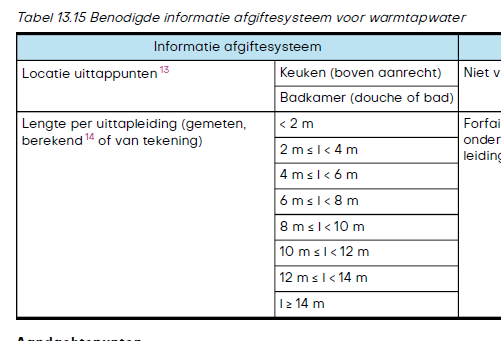 Tabel 13.15 Benodigde informatie afgiftesysteem voor warmtapwater
Informatie afgiftesysteem
Locatie uittappunten 13
Keuken (boven aanrecht)
Niet v
Badkamer (douche of bad)
Lengte per uittapleiding (gemeten,
berekend 14 of van tekening)
< 2 m
Forfai
onder
leiding
2 m ≤ l < 4 m
4 m ≤ l < 6 m
6 m ≤ l < 8 m
8 m ≤ l < 10 m
10 m ≤ l < 12 m
12 m ≤ l < 14 m
l ≥ 14 m